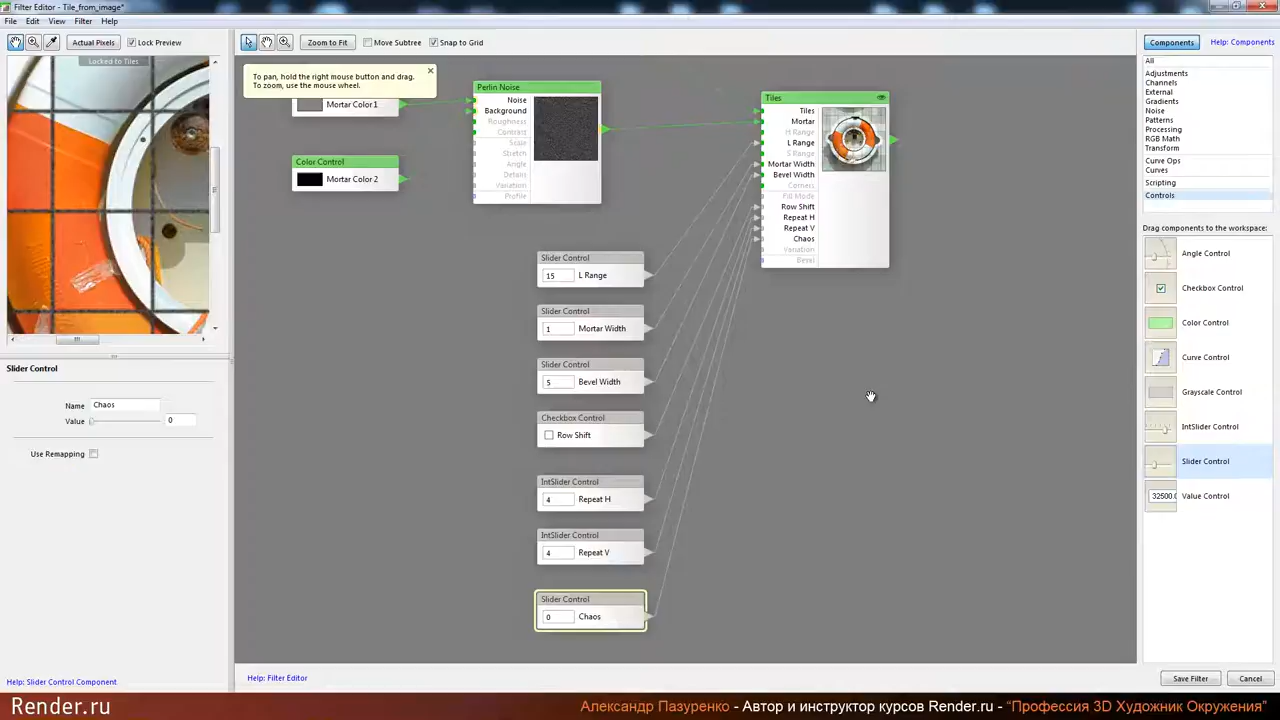 Filter Editor - Tile_from_image*
File Edit View Filter Help
Actual Pixels Lock Preview
Zoom to Fit Move Subtree Snap to Grid
Components Help: Components
Locked to Tiles
To pan, hold the right mouse button and drag.
To zoom, use the mouse wheel.
Mortar Color 1
Color Control
Mortar Color 2
Perlin Noise
Noise
Background
Roughness
Contrast
Scale
Stretch
Angle
Details
Variation
Profile
Tiles
Tiles
Mortar
H Range
L Range
S Range
Mortar Width
Bevel Width
Corners
Fill Mode
Row Shift
Repeat H
Repeat V
Chaos
Variation
Bevel
Slider Control
15 L Range
Slider Control
1 Mortar Width
Slider Control
5 Bevel Width
Checkbox Control
Row Shift
IntSlider Control
4 Repeat H
IntSlider Control
4 Repeat V
Slider Control
0 Chaos
Slider Control
Name Chaos
Value 0
Use Remapping
Help: Slider Control Component
Help: Filter Editor
All
Adjustments
Channels
External
Gradients
Noise
Patterns
Processing
RGB Math
Transform
Curve Ops
Curves
Scripting
Controls
Drag components to the workspace:
Angle Control
Checkbox Control
Color Control
Curve Control
Grayscale Control
IntSlider Control
Slider Control
32500.0 Value Control
Save Filter Cancel
Render.ru
Александр Пазуренко - Автор и инструктор курсов Render.ru - “Профессия 3D Художник Окружения”